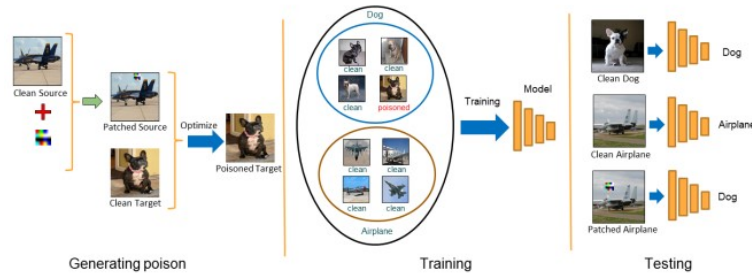 Clean Source
Patched Source
Clean Target
Optimize
Poisoned Target
Generating poison
Dog
clean
clean
clean
poisoned
clean
clean
clean
clean
Airplane
Training
Model
Training
Clean Dog
Dog
Clean Airplane
Airplane
Patched Airplane
Dog
Testing